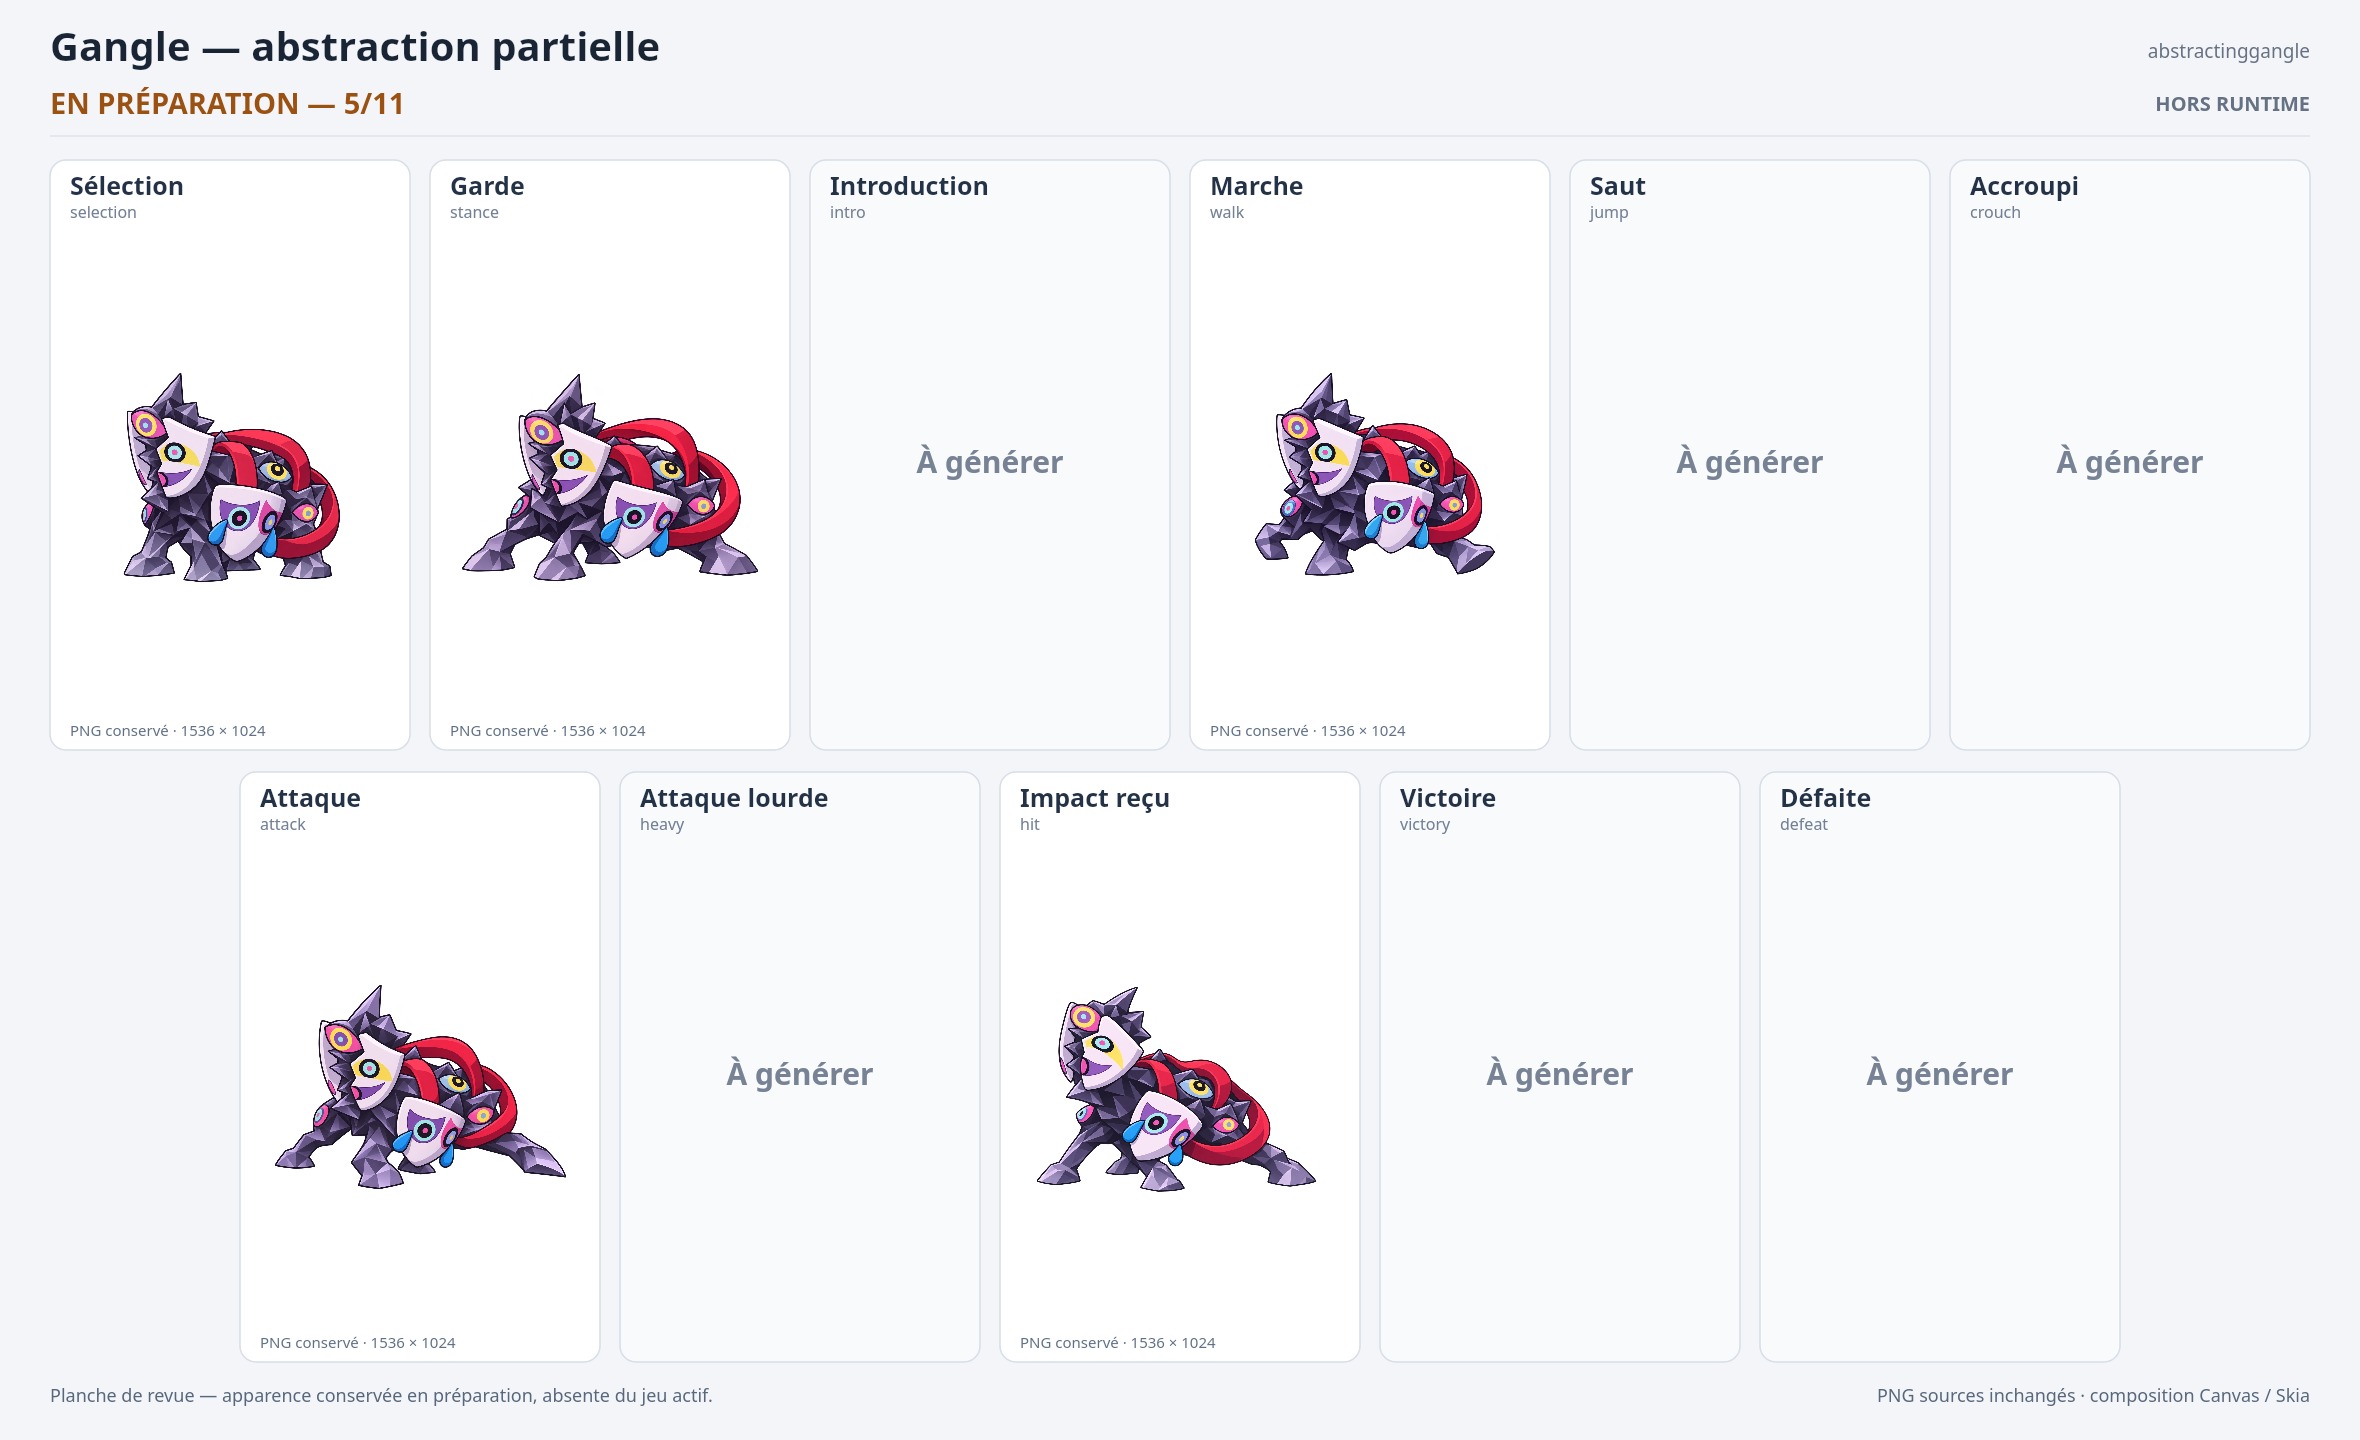 Gangle — abstraction partielle
abstractinggangle
EN PRÉPARATION — 5/11
HORS RUNTIME
Sélection
selection
PNG conservé · 1536 × 1024
Garde
stance
PNG conservé · 1536 × 1024
Introduction
intro
À générer
Marche
walk
PNG conservé · 1536 × 1024
Saut
jump
À générer
Accroupi
crouch
À générer
Attaque
attack
PNG conservé · 1536 × 1024
Attaque lourde
heavy
À générer
Impact reçu
hit
PNG conservé · 1536 × 1024
Victoire
victory
À générer
Défaite
defeat
À générer
Planche de revue — apparence conservée en préparation, absente du jeu actif.
PNG sources inchangés · composition Canvas / Skia